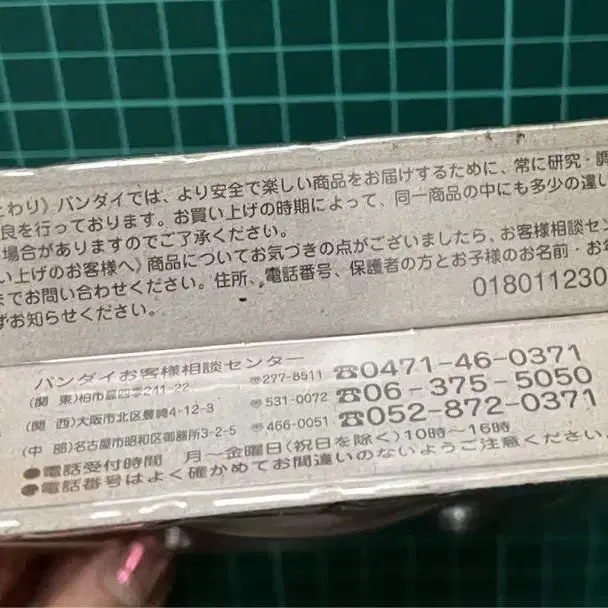 とわり》バンダイでは、より安全で楽しい商品をお届けするために、常に研究・調
良を行っております。お買い上げの時期によって、同一商品の中にも多少の違い
場合がありますのでご了承ください。
い上げのお客様へ》商品についてお気づきの点がございましたら、お客様相談セン
までお問い合わせください。住所、電話番号、保護者の方とお子様のお名前・お
ずお知らせください。
018011230
バンダイお客様相談センター
(関 東)柏市豊四季241-22 〒277-8511 ☎0471-46-0371
(関 西)大阪市北区豊崎4-12-3 〒531-0072 ☎06-375-5050
(中 部)名古屋市昭和区御器所3-2-5 〒466-0051 ☎052-872-0371
●電話受付時間 月~金曜日(祝日を除く)10時~16時
●電話番号はよく確かめてお間違いのないようご注意ください。